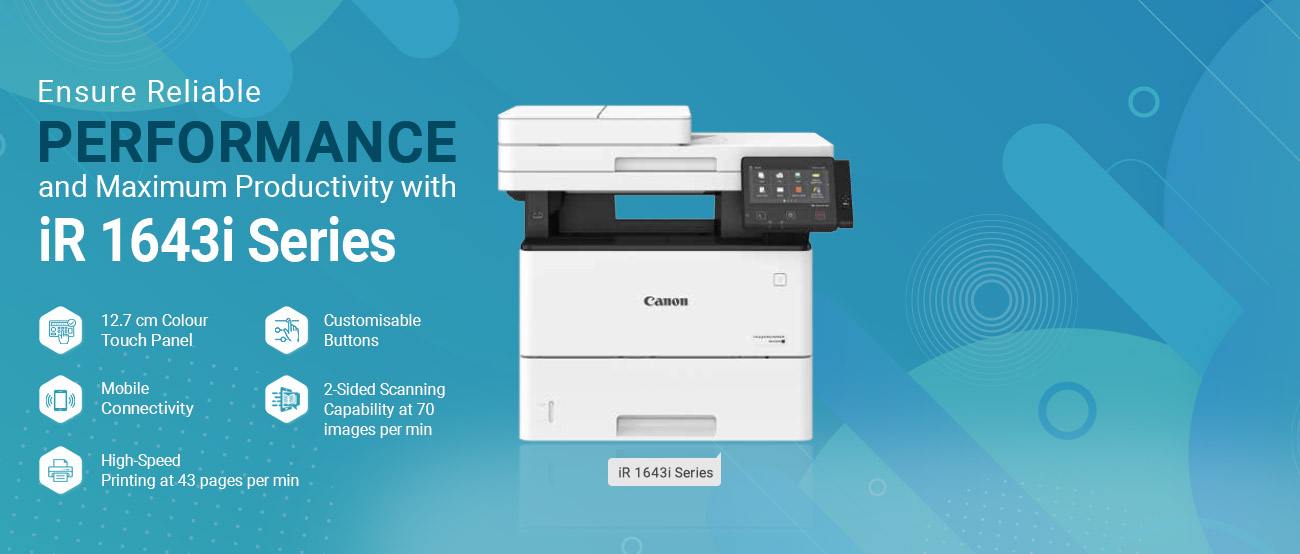 Ensure Reliable
PERFORMANCE
and Maximum Productivity with
iR 1643i Series
12.7 cm Colour
Touch Panel
Customisable
Buttons
Mobile
Connectivity
2-Sided Scanning
Capability at 70
images per min
High-Speed
Printing at 43 pages per min
Canon
iR 1643i Series